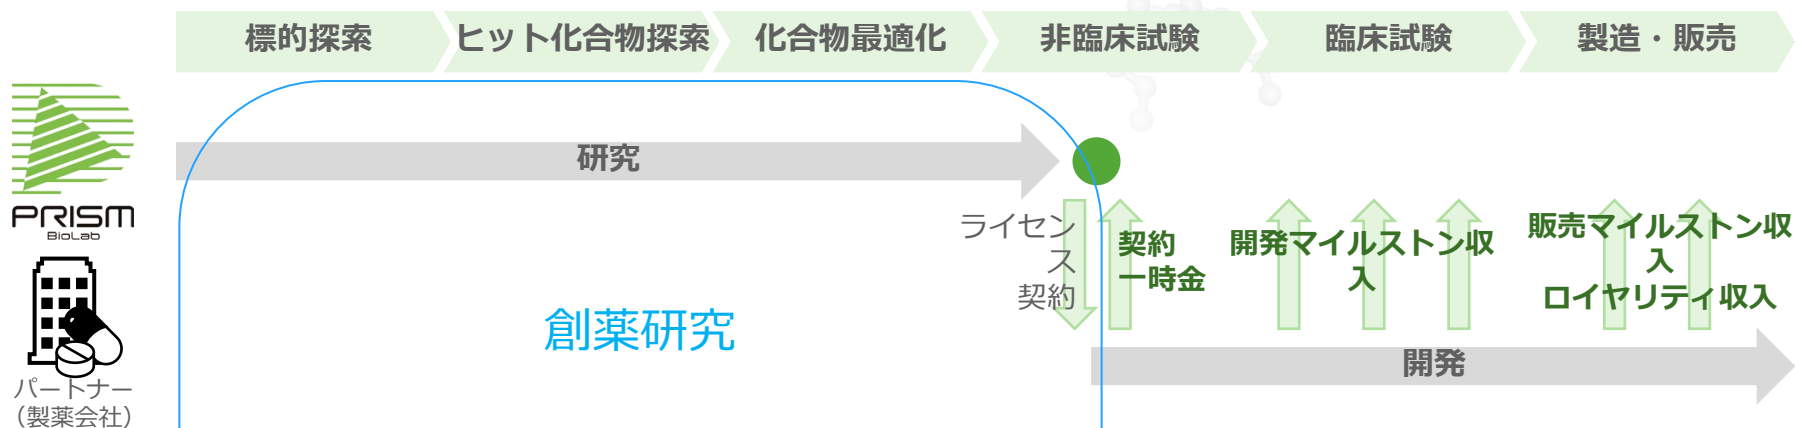 標的探索
ヒット化合物探索
化合物最適化
非臨床試験
臨床試験
製造・販売
研究
PRISM
BioLab
ライセン
ス
契約
契約
一時金
開発マイルストン収
入
販売マイルストン収
入
ロイヤリティ収入
創薬研究
開発
パートナー
（製薬会社）